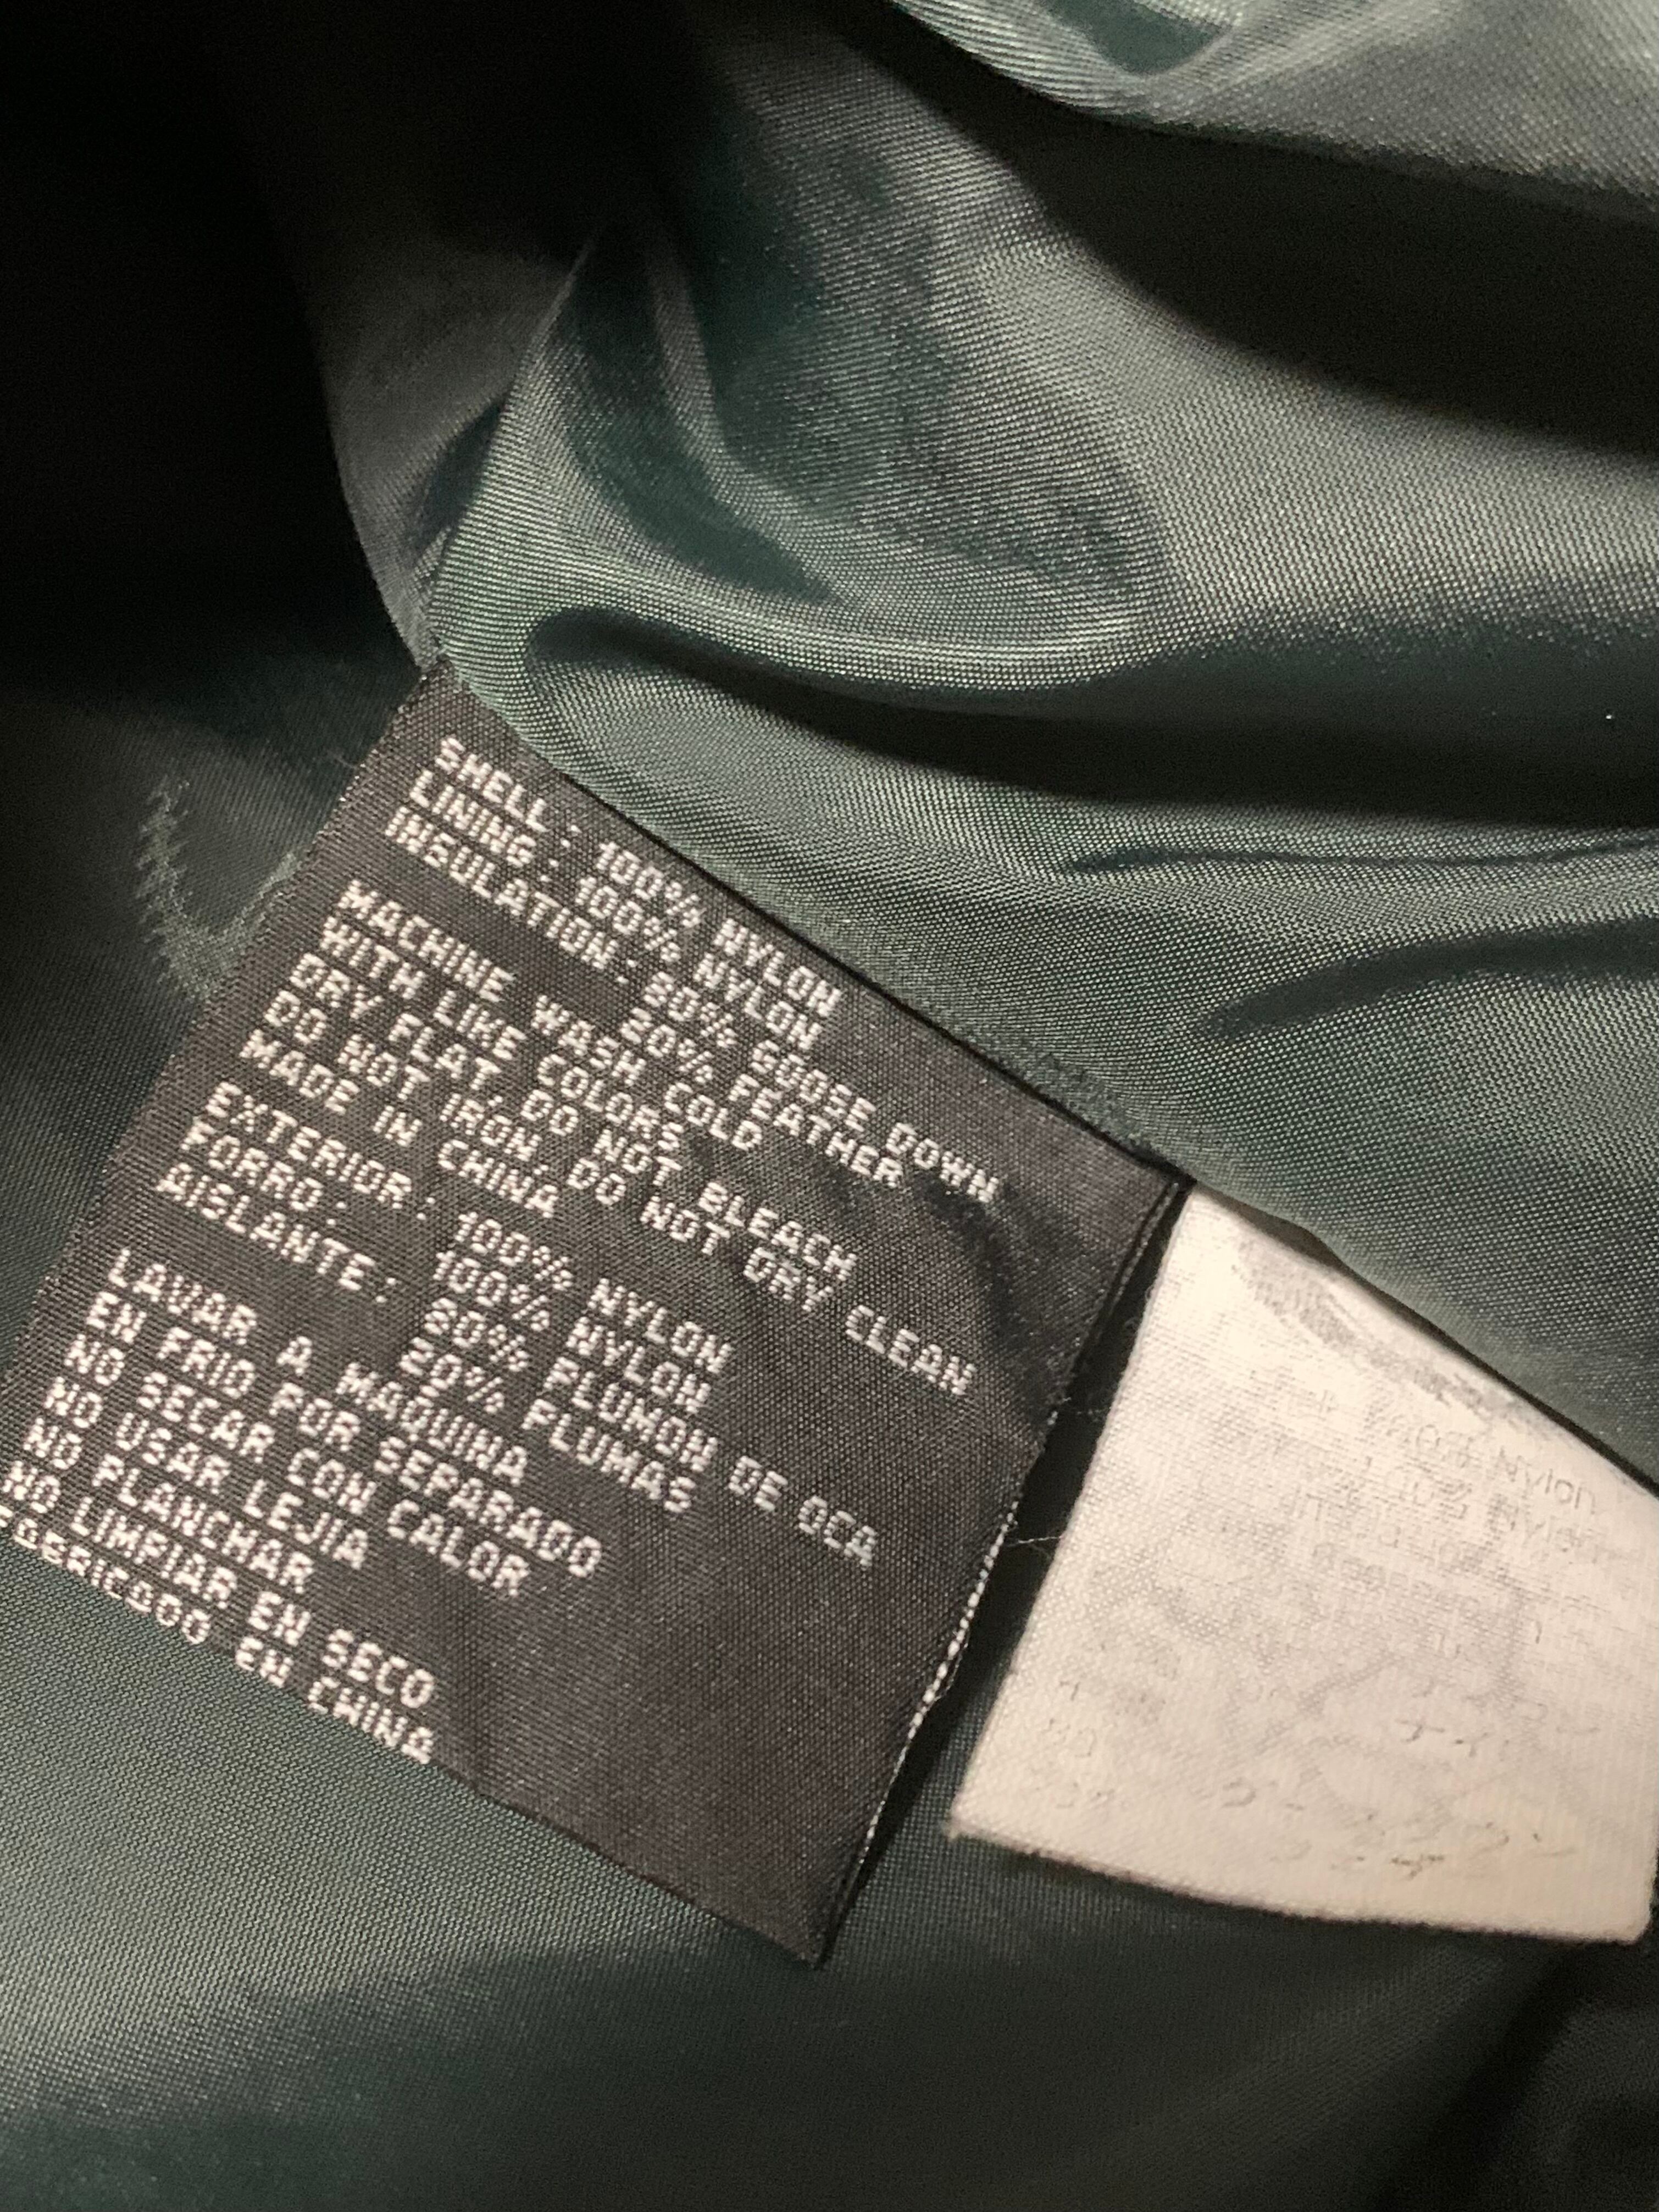 SHELL: 100% NYLON
LINING: 100% NYLON
INSULATION: 80% GOOSE DOWN
20% FEATHER
MACHINE WASH COLD
WITH LIKE COLORS
DRY FLAT, DO NOT BLEACH
DO NOT IRON, DO NOT DRY CLEAN
MADE IN CHINA
EXTERIOR: 100% NYLON
FORRO: 100% NYLON
AISLANTE: 80% PLUMON DE OCA
20% PLUMAS
LAVAR A MAQUINA
EN FRIO POR SEPARADO
NO SECAR CON CALOR
NO USAR LEJIA
NO PLANCHAR
NO LIMPIAR EN SECO
FABRICADO EN CHINA